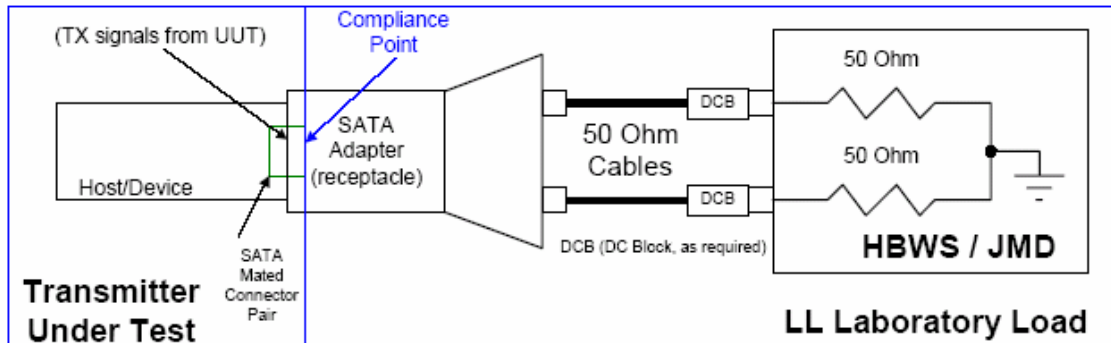 (TX signals from UUT)
Compliance
Point
SATA
Adapter
(receptacle)
Host/Device
SATA
Mated
Connector
Pair
Transmitter
Under Test
DCB
50 Ohm
Cables
DCB
DCB (DC Block, as required)
50 Ohm
50 Ohm
HBWS / JMD
LL Laboratory Load